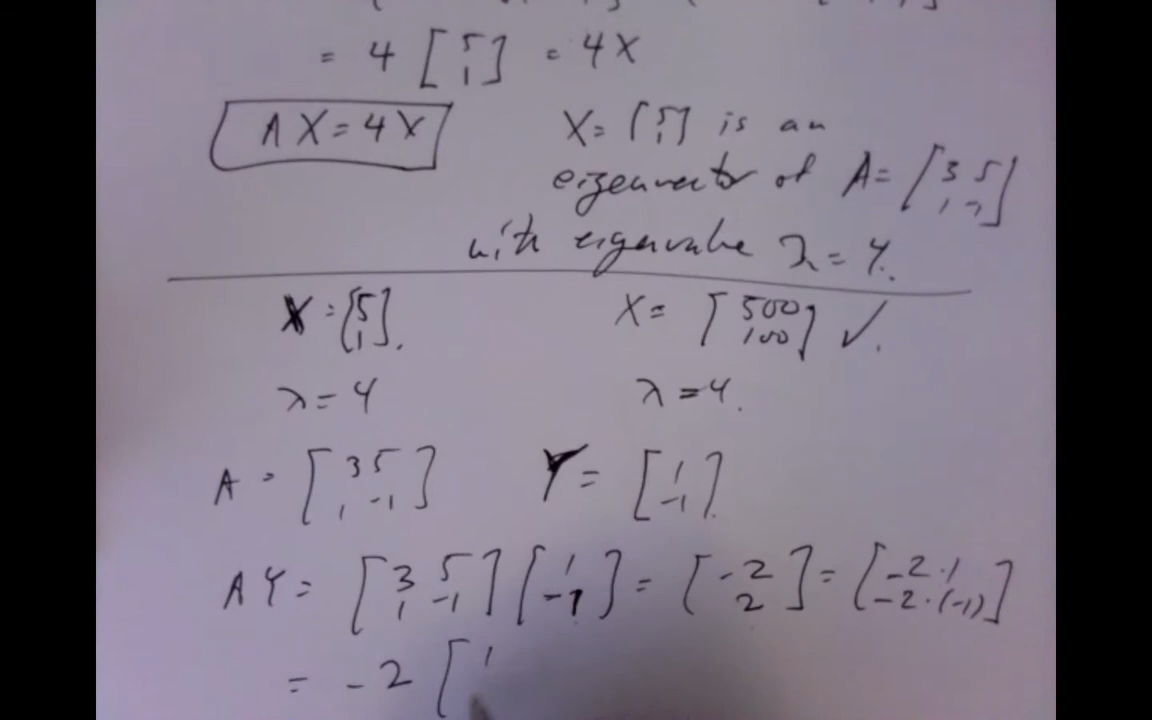 = 4 [5 1] = 4X
AX = 4X
X = [5 1] is an
eigenvector of A = [3 5 1 -1]
with eigenvalue λ = 4.
X = [5 1].
X = [500 100] ✓.
λ = 4
λ = 4.
A = [3 5 1 -1]
Y = [1 -1].
AY = [3 5 1 -1] [1 -1] = [-2 2] = [-2·1 -2·(-1)]
= -2 [1